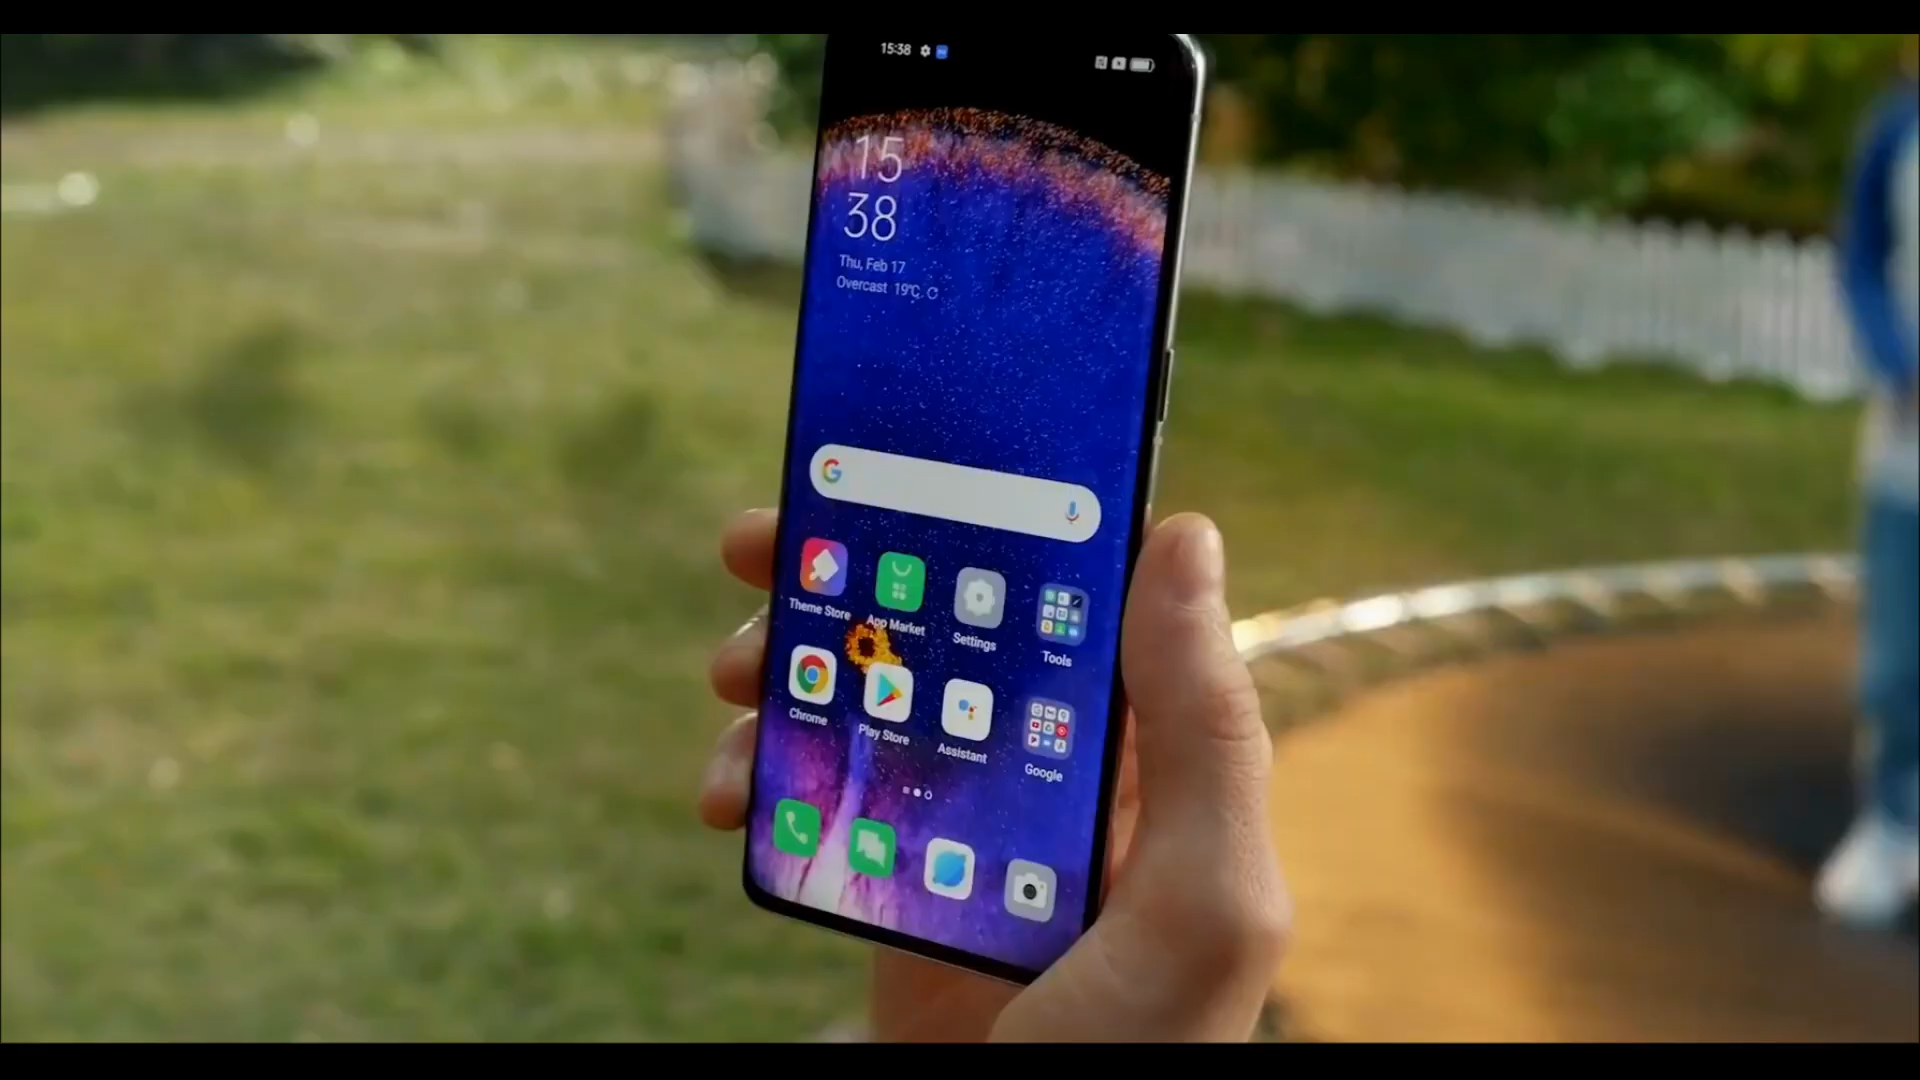 15:38
15
38
Thu, Feb 17
Overcast 19℃
Theme Store
App Market
Settings
Tools
Chrome
Play Store
Assistant
Google